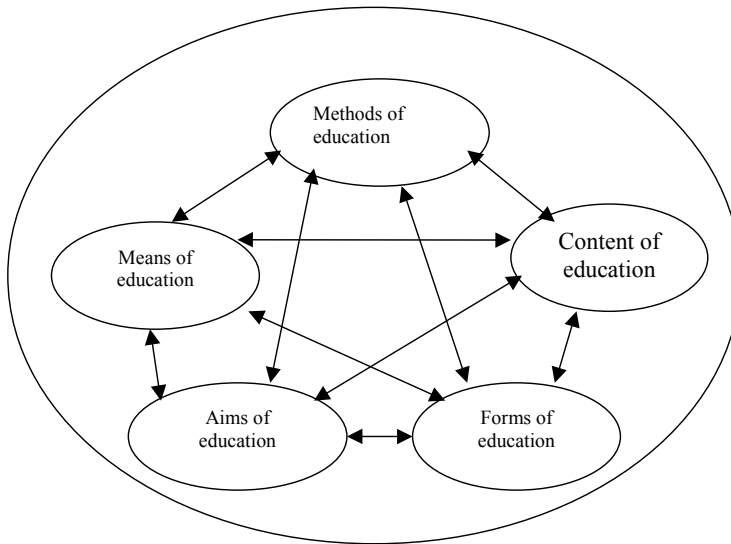 Methods of
education
Means of
education
Content of
education
Aims of
education
Forms of
education